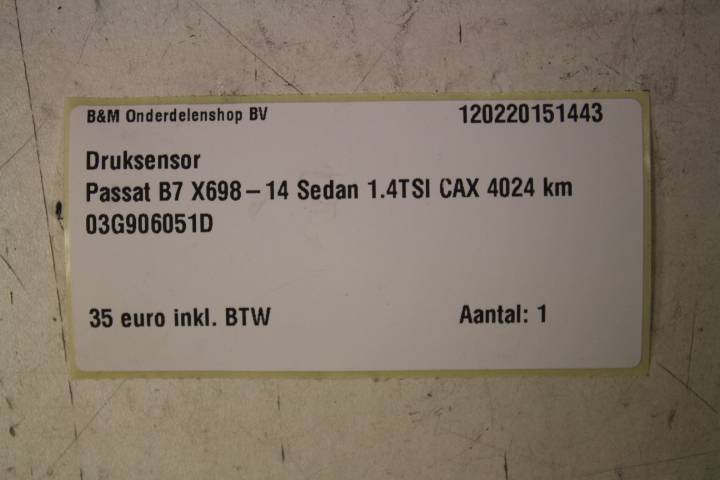 B&M Onderdelenshop BV 120220151443
Druksensor
Passat B7 X698-14 Sedan 1.4TSI CAX 4024 km
03G906051D
35 euro inkl. BTW Aantal: 1